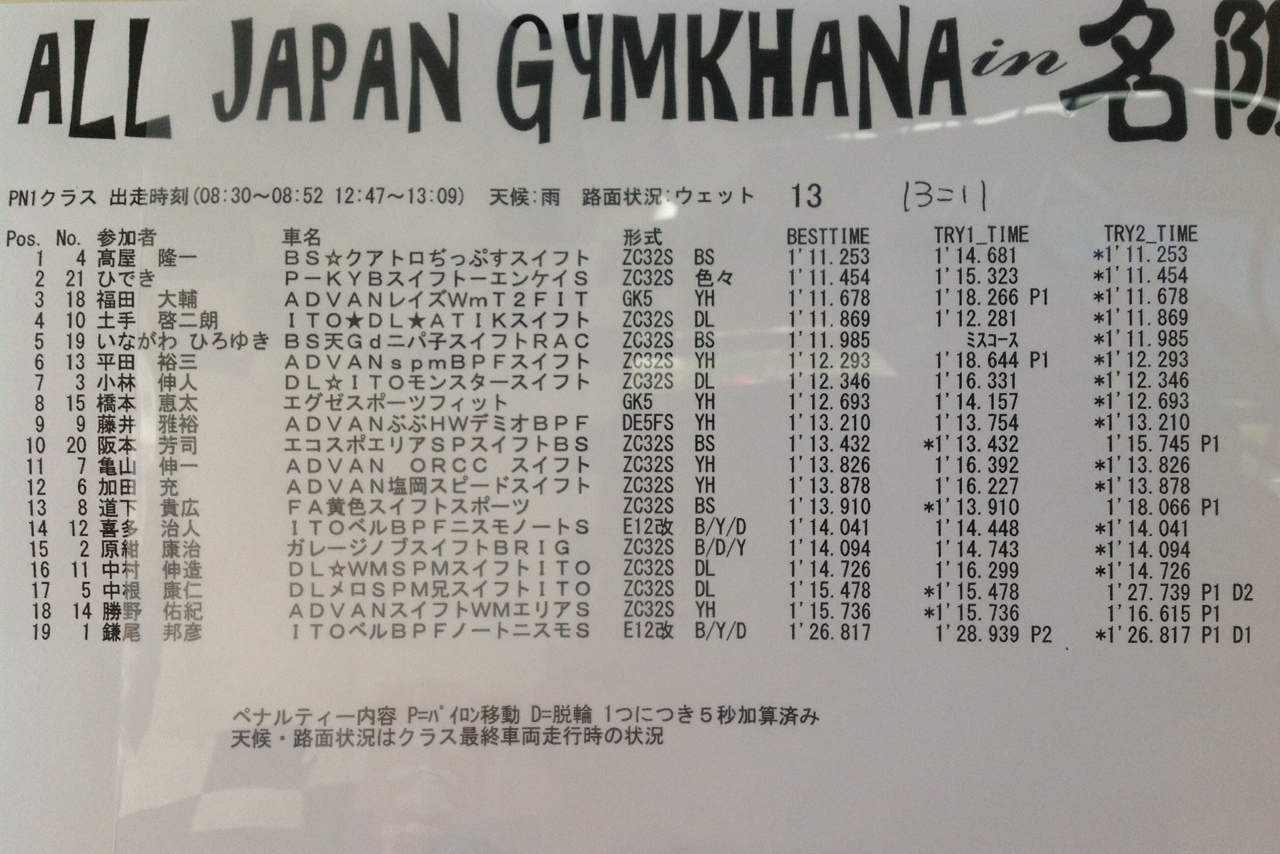 ALL JAPAN GYMKHANA in 名阪
PN1クラス 出走時刻(08:30～08:52 12:47～13:09) 天候:雨 路面状況:ウェット 13 13=11
Pos. No. 参加者 車名 形式 BESTTIME TRY1_TIME TRY2_TIME
1 4 髙屋 隆一 ＢＳ☆クアトロぢっぷすスイフト ZC32S BS 1'11.253 1'14.681 *1'11.253
2 21 ひでき Ｐ－ＫＹＢスイフトーエンケイＳ ZC32S 色々 1'11.454 1'15.323 *1'11.454
3 18 福田 大輔 ＡＤＶＡＮレイズＷｍＴ２ＦＩＴ GK5 YH 1'11.678 1'18.266 P1 *1'11.678
4 10 土手 啓二朗 ＩＴＯ★ＤＬ★ＡＴＩＫスイフト ZC32S DL 1'11.869 1'12.281 *1'11.869
5 19 いながわ ひろゆき ＢＳ天Ｇｄニパ子スイフトＲＡＣ ZC32S BS 1'11.985 ﾐｽｺｰｽ *1'11.985
6 13 平田 裕三 ＡＤＶＡＮｓｐｍＢＰＦスイフト ZC32S YH 1'12.293 1'18.644 P1 *1'12.293
7 3 小林 伸人 ＤＬ☆ＩＴＯモンスタースイフト ZC32S DL 1'12.346 1'16.331 *1'12.346
8 15 橋本 恵太 エグゼスポーツフィット GK5 YH 1'12.693 1'14.157 *1'12.693
9 9 藤井 雅裕 ＡＤＶＡＮぶぶＨＷデミオＢＰＦ DE5FS YH 1'13.210 1'13.754 *1'13.210
10 20 阪本 芳司 エコスポエリアＳＰスイフトＢＳ ZC32S BS 1'13.432 *1'13.432 1'15.745 P1
11 7 亀山 伸一 ＡＤＶＡＮ ＯＲＣＣ スイフト ZC32S YH 1'13.826 1'16.392 *1'13.826
12 6 加田 充 ＡＤＶＡＮ塩岡スピードスイフト ZC32S YH 1'13.878 1'16.227 *1'13.878
13 8 道下 貴広 ＦＡ黄色スイフトスポーツ ZC32S BS 1'13.910 *1'13.910 1'18.066 P1
14 12 喜多 治人 ＩＴＯベルＢＰＦニスモノートＳ E12改 B/Y/D 1'14.041 1'14.448 *1'14.041
15 2 原紺 康治 ガレージノブスイフトＢＲＩＧ ZC32S B/D/Y 1'14.094 1'14.743 *1'14.094
16 11 中村 伸造 ＤＬ☆ＷＭＳＰＭスイフトＩＴＯ ZC32S DL 1'14.726 1'16.299 *1'14.726
17 5 中根 康仁 ＤＬメロＳＰＭ兄スイフトＩＴＯ ZC32S DL 1'15.478 *1'15.478 1'27.739 P1 D2
18 14 勝野 佑紀 ＡＤＶＡＮスイフトＷＭエリアＳ ZC32S YH 1'15.736 *1'15.736 1'16.615 P1
19 1 鎌尾 邦彦 ＩＴＯベルＢＰＦノートニスモＳ E12改 B/Y/D 1'26.817 1'28.939 P2 *1'26.817 P1 D1
ペナルティー内容 P=ﾊﾟｲﾛﾝ移動 D=脱輪 1つにつき５秒加算済み
天候・路面状況はクラス最終車両走行時の状況